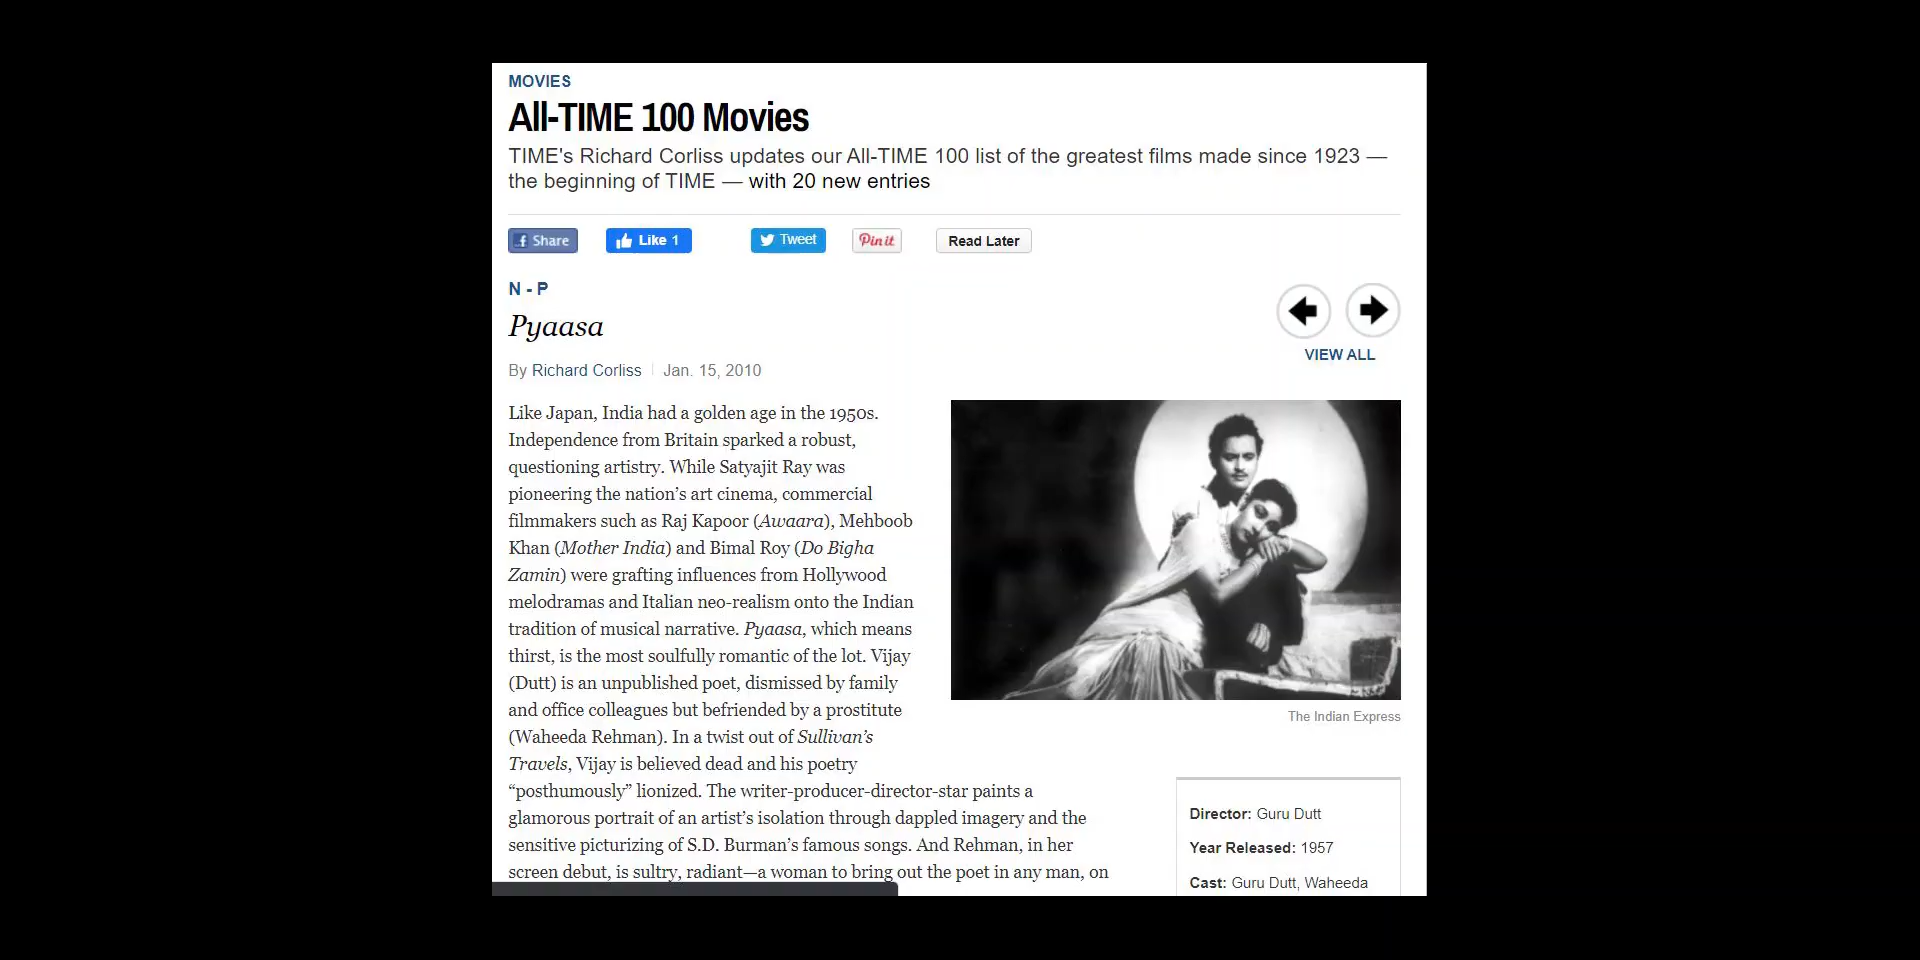 MOVIES
All-TIME 100 Movies
TIME's Richard Corliss updates our All-TIME 100 list of the greatest films made since 1923 —
the beginning of TIME — with 20 new entries
Share
Like 1
Tweet
Pin it
Read Later
N - P
Pyaasa
VIEW ALL
By Richard Corliss | Jan. 15, 2010
Like Japan, India had a golden age in the 1950s.
Independence from Britain sparked a robust,
questioning artistry. While Satyajit Ray was
pioneering the nation’s art cinema, commercial
filmmakers such as Raj Kapoor (Awaara), Mehboob
Khan (Mother India) and Bimal Roy (Do Bigha
Zamin) were grafting influences from Hollywood
melodramas and Italian neo-realism onto the Indian
tradition of musical narrative. Pyaasa, which means
thirst, is the most soulfully romantic of the lot. Vijay
(Dutt) is an unpublished poet, dismissed by family
and office colleagues but befriended by a prostitute
(Waheeda Rehman). In a twist out of Sullivan’s
Travels, Vijay is believed dead and his poetry
“posthumously” lionized. The writer-producer-director-star paints a
glamorous portrait of an artist’s isolation through dappled imagery and the
sensitive picturizing of S.D. Burman’s famous songs. And Rehman, in her
screen debut, is sultry, radiant—a woman to bring out the poet in any man, on
The Indian Express
Director: Guru Dutt
Year Released: 1957
Cast: Guru Dutt, Waheeda